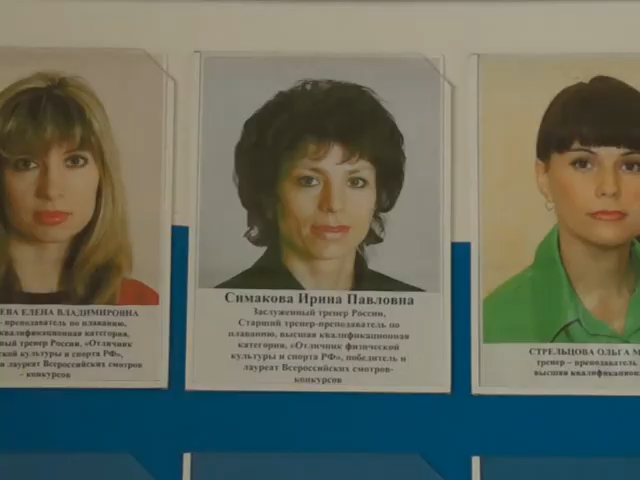 ЕВА ЕЛЕНА ВЛАДИМИРОВНА
- преподаватель по плаванию,
квалификационная категория,
ный тренер России, «Отличник
ской культуры и спорта РФ»,
и лауреат Всероссийских смотров
- конкурсов
Симакова Ирина Павловна
Заслуженный тренер России,
Старший тренер-преподаватель по
плаванию, высшая квалификационная
категория, «Отличник физической
культуры и спорта РФ», победитель и
лауреат Всероссийских смотров-
конкурсов
СТРЕЛЬЦОВА ОЛЬГА М
тренер – преподаватель
высшая квалификацион